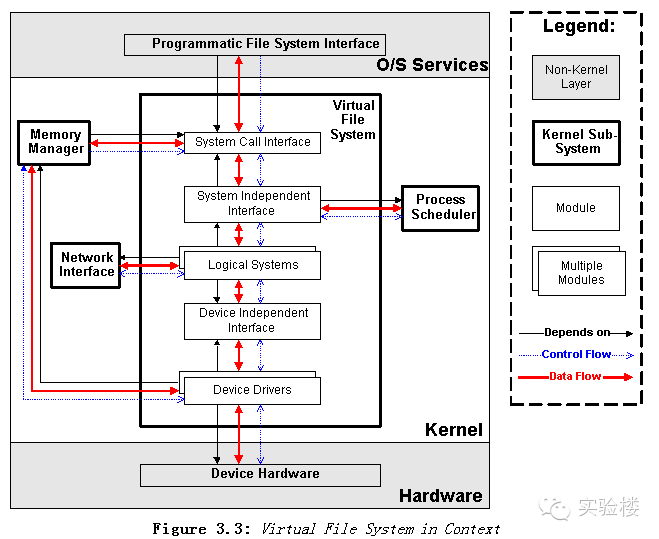 Programmatic File System Interface
O/S Services
Virtual
File
System
Memory
Manager
System Call Interface
System Independent
Interface
Process
Scheduler
Network
Interface
Logical Systems
Device Independent
Interface
Device Drivers
Kernel
Device Hardware
Hardware
Legend:
Non-Kernel
Layer
Kernel Sub-
System
Module
Multiple
Modules
Depends on
Control Flow
Data Flow
实验楼
Figure 3.3: Virtual File System in Context